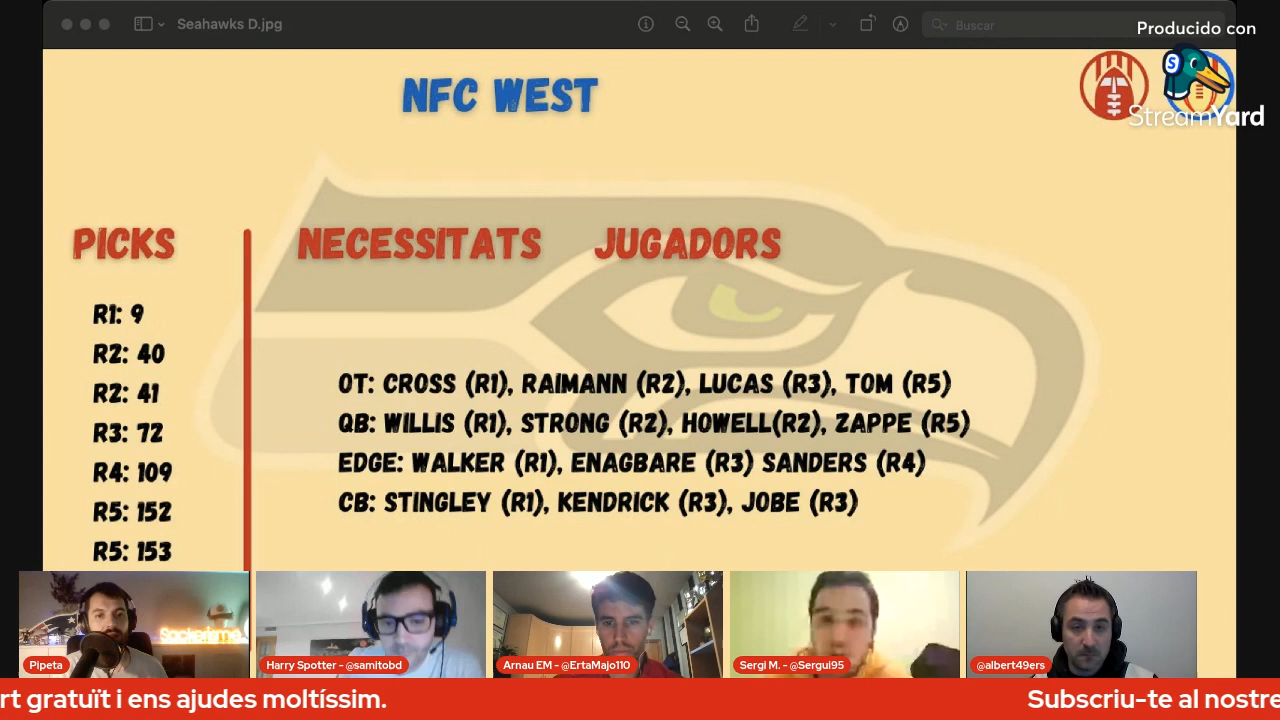 Seahawks D.jpg
Buscar
Producido con
StreamYard
NFC WEST
PICKS
NECESSITATS
JUGADORS
R1: 9
R2: 40
R2: 41
R3: 72
R4: 109
R5: 152
R5: 153
OT: CROSS (R1), RAIMANN (R2), LUCAS (R3), TOM (R5)
QB: WILLIS (R1), STRONG (R2), HOWELL(R2), ZAPPE (R5)
EDGE: WALKER (R1), ENAGBARE (R3) SANDERS (R4)
CB: STINGLEY (R1), KENDRICK (R3), JOBE (R3)
Pipeta
Harry Spotter - @samitobd
Arnau EM - @ErtaMajo110
Sergi M. - @Sergui95
@albert49ers
rt gratuït i ens ajudes moltíssim.
Subscriu-te al nostre